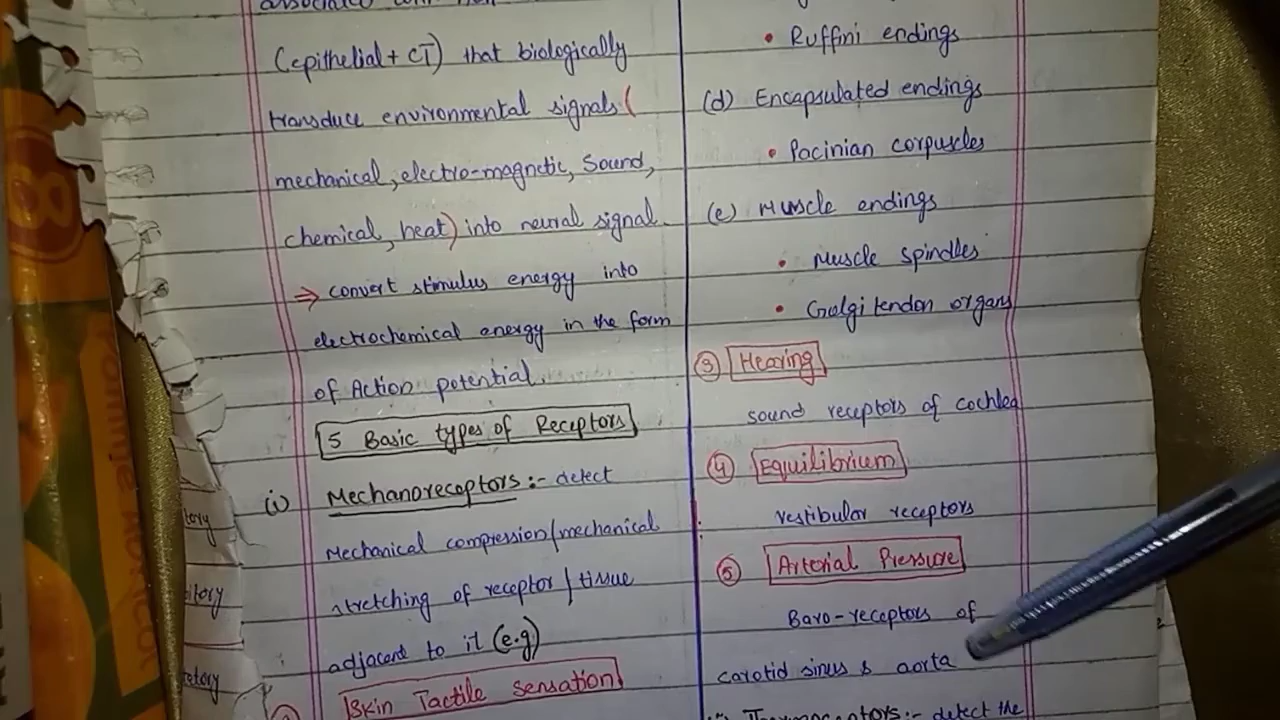 (epithelial + CT) that biologically
transduce environmental signals (
mechanical, electro-magnetic, Sound,
chemical, heat) into neural signal.
⇒ convert stimulus energy into
electrochemical energy in the form
of Action potential.
5 Basic types of Receptors
(i) Mechanoreceptors :- detect
Mechanical compression/mechanical
stretching of receptor / tissue
adjacent to it (e.g)
Skin Tactile Sensation
• Ruffini endings
(d) Encapsulated endings
• Pacinian corpuscles
(e) Muscle endings
• Muscle spindles
• Golgi tendon organs
③ Hearing
sound receptors of cochlea
④ Equilibrium
vestibular receptors
⑤ Arterial Pressure
Baro-receptors of
carotid sinus & aorta
detect the